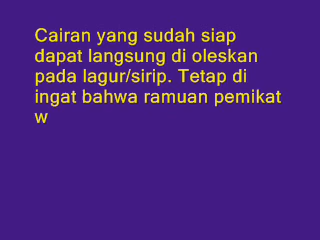 Cairan yang sudah siap
dapat langsung di oleskan
pada lagur/sirip. Tetap di
ingat bahwa ramuan pemikat
w